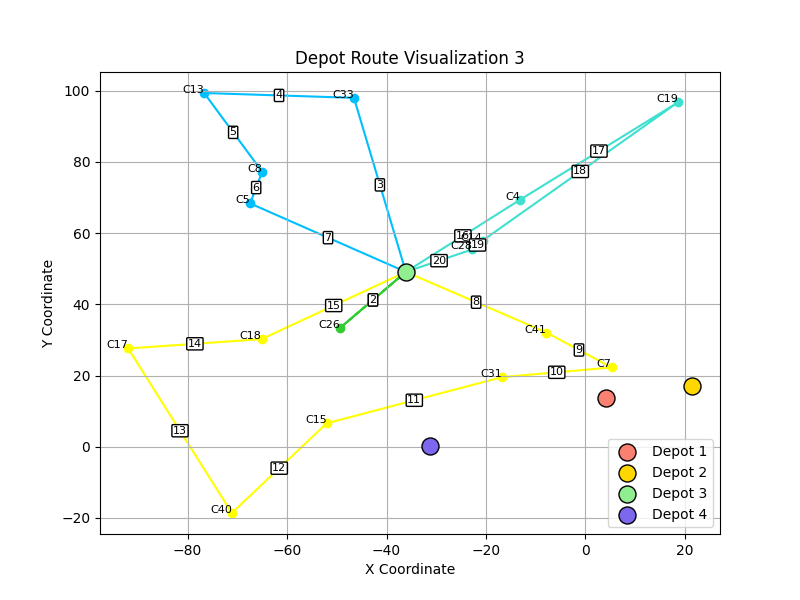 Depot Route Visualization 3
100
80
60
40
20
0
−20
Y Coordinate
C13
4
C33
C19
5
17
18
C8
6
3
C5
C4
7
16
C14
C28
19
20
2
15
8
C26
C41
C18
14
C17
9
C7
10
C31
11
C15
13
12
C40
Depot 1
Depot 2
Depot 3
Depot 4
−80
−60
−40
−20
0
20
X Coordinate